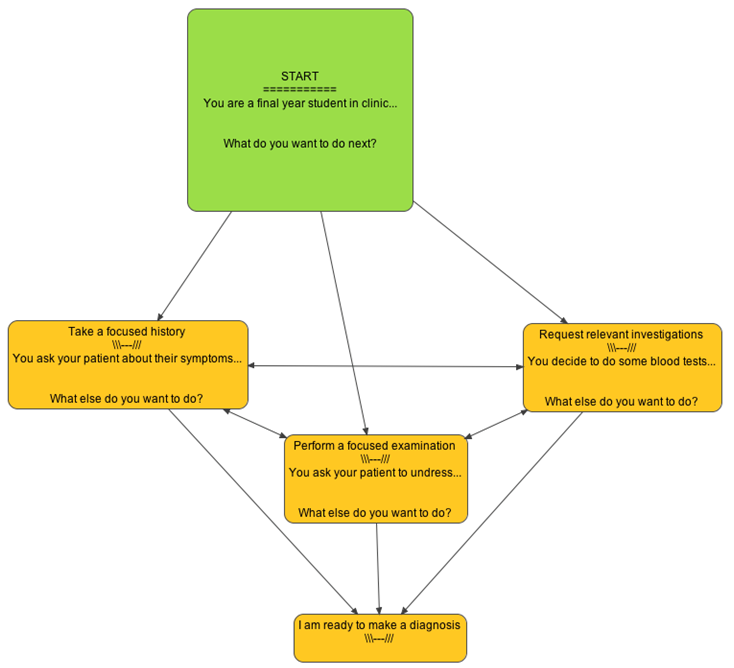 START
===========
You are a final year student in clinic...
What do you want to do next?
Take a focused history
\\\---///
You ask your patient about their symptoms...
What else do you want to do?
Request relevant investigations
\\\---///
You decide to do some blood tests...
What else do you want to do?
Perform a focused examination
\\\---///
You ask your patient to undress...
What else do you want to do?
I am ready to make a diagnosis
\\\---///